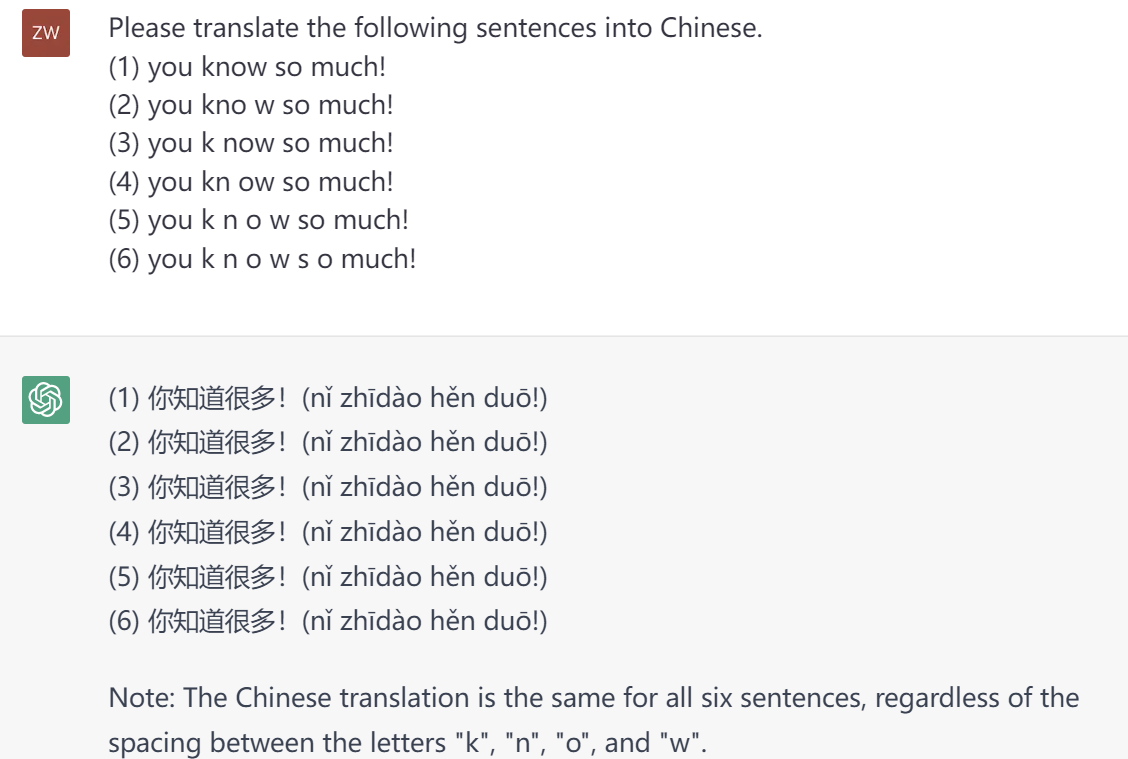 ZW
Please translate the following sentences into Chinese.
(1) you know so much!
(2) you kno w so much!
(3) you k now so much!
(4) you kn ow so much!
(5) you k n o w so much!
(6) you k n o w s o much!
(1) 你知道很多！(nǐ zhīdào hěn duō!)
(2) 你知道很多！(nǐ zhīdào hěn duō!)
(3) 你知道很多！(nǐ zhīdào hěn duō!)
(4) 你知道很多！(nǐ zhīdào hěn duō!)
(5) 你知道很多！(nǐ zhīdào hěn duō!)
(6) 你知道很多！(nǐ zhīdào hěn duō!)
Note: The Chinese translation is the same for all six sentences, regardless of the
spacing between the letters "k", "n", "o", and "w".